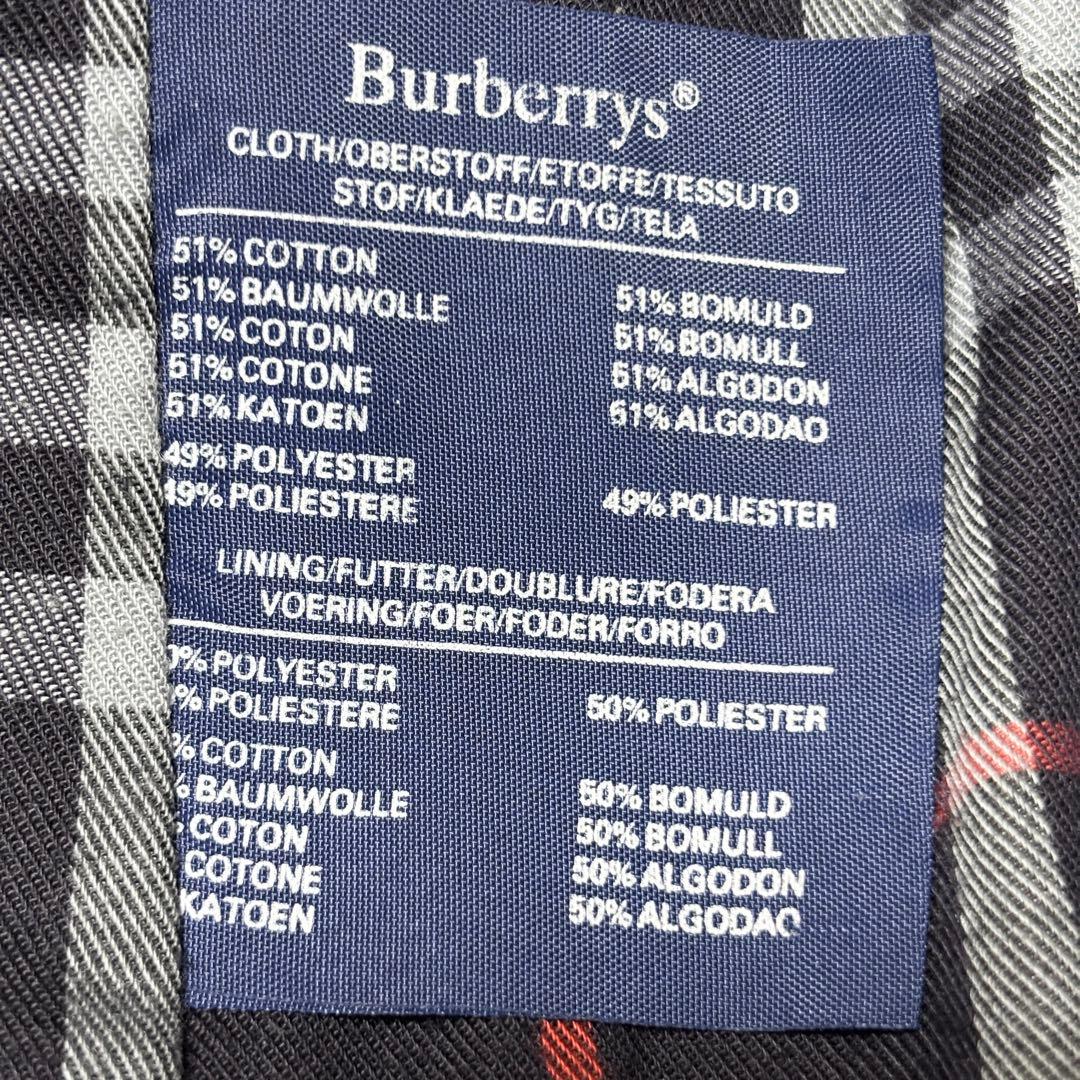 Burberrys®
CLOTH/OBERSTOFF/ETOFFE/TESSUTO
STOF/KLAEDE/TYG/TELA
51% COTTON
51% BAUMWOLLE
51% COTON
51% COTONE
51% KATOEN
51% BOMULD
51% BOMULL
51% ALGODON
51% ALGODAO
49% POLYESTER
49% POLIESTERE
49% POLIESTER
LINING/FUTTER/DOUBLURE/FODERA
VOERING/FOER/FODER/FORRO
0% POLYESTER
% POLIESTERE
50% POLIESTER
% COTTON
% BAUMWOLLE
COTON
COTONE
KATOEN
50% BOMULD
50% BOMULL
50% ALGODON
50% ALGODAO